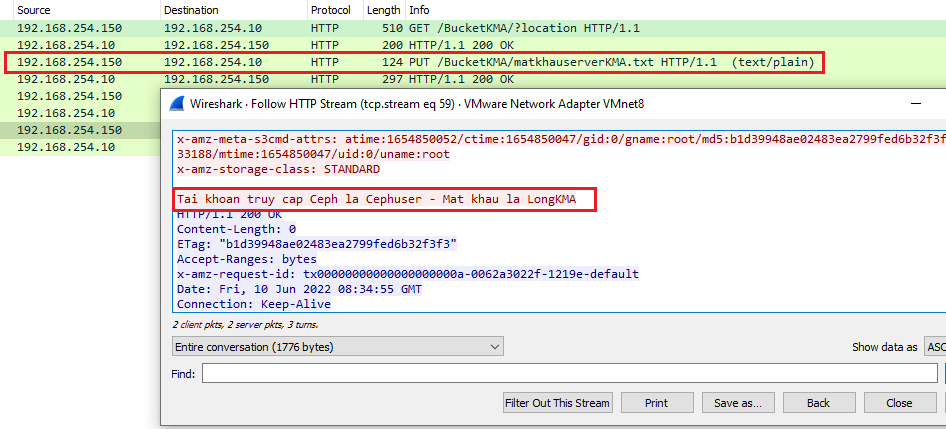 Source Destination Protocol Length Info
192.168.254.150 192.168.254.10 HTTP 510 GET /BucketKMA/?location HTTP/1.1
192.168.254.10 192.168.254.150 HTTP 200 HTTP/1.1 200 OK
192.168.254.150 192.168.254.10 HTTP 124 PUT /BucketKMA/matkhauserverKMA.txt HTTP/1.1 (text/plain)
192.168.254.10 192.168.254.150 HTTP 297 HTTP/1.1 200 OK
192.168.254.150
192.168.254.10
192.168.254.150
192.168.254.10
Wireshark · Follow HTTP Stream (tcp.stream eq 59) · VMware Network Adapter VMnet8
x-amz-meta-s3cmd-attrs: atime:1654850052/ctime:1654850047/gid:0/gname:root/md5:b1d39948ae02483ea2799fed6b32f3f
33188/mtime:1654850047/uid:0/uname:root
x-amz-storage-class: STANDARD
Tai khoan truy cap Ceph la Cephuser - Mat khau la LongKMA
HTTP/1.1 200 OK
Content-Length: 0
ETag: "b1d39948ae02483ea2799fed6b32f3f3"
Accept-Ranges: bytes
x-amz-request-id: tx00000000000000000000a-0062a3022f-1219e-default
Date: Fri, 10 Jun 2022 08:34:55 GMT
Connection: Keep-Alive
2 client pkts, 2 server pkts, 3 turns.
Entire conversation (1776 bytes) Show data as ASC
Find:
Filter Out This Stream Print Save as... Back Close